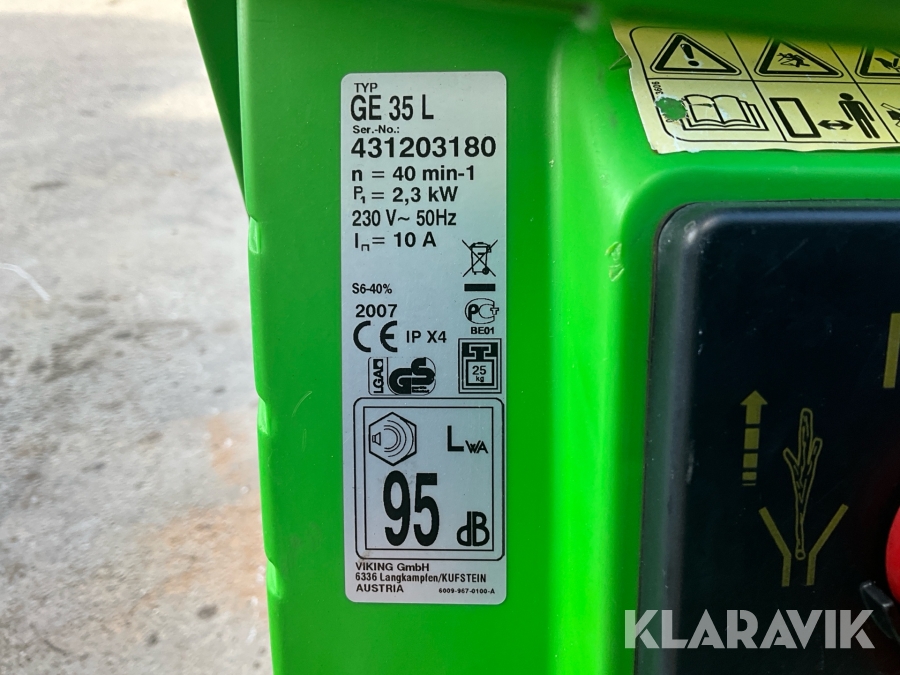 TYP
GE 35 L
Ser.-No.:
431203180
n = 40 min-1
P₁ = 2,3 kW
230 V~ 50Hz
Iₙ = 10 A
S6-40%
2007
BE01
CE IP X4
LGA GS
25
kg
LWA
95 dB
VIKING GmbH
6336 Langkampfen/KUFSTEIN
AUSTRIA 6009-967-0100-A
KLARAVIK